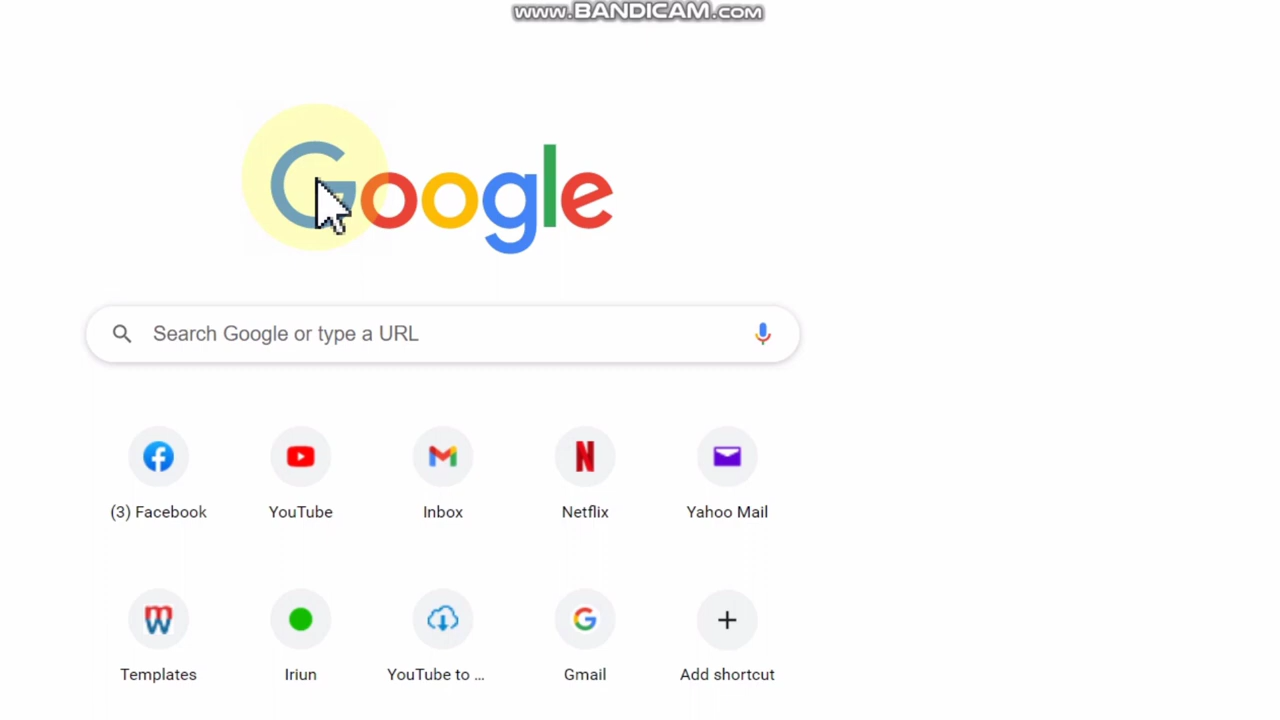 www.BANDICAM.com
Google
Search Google or type a URL
(3) Facebook
YouTube
Inbox
Netflix
Yahoo Mail
Templates
Iriun
YouTube to ...
Gmail
Add shortcut